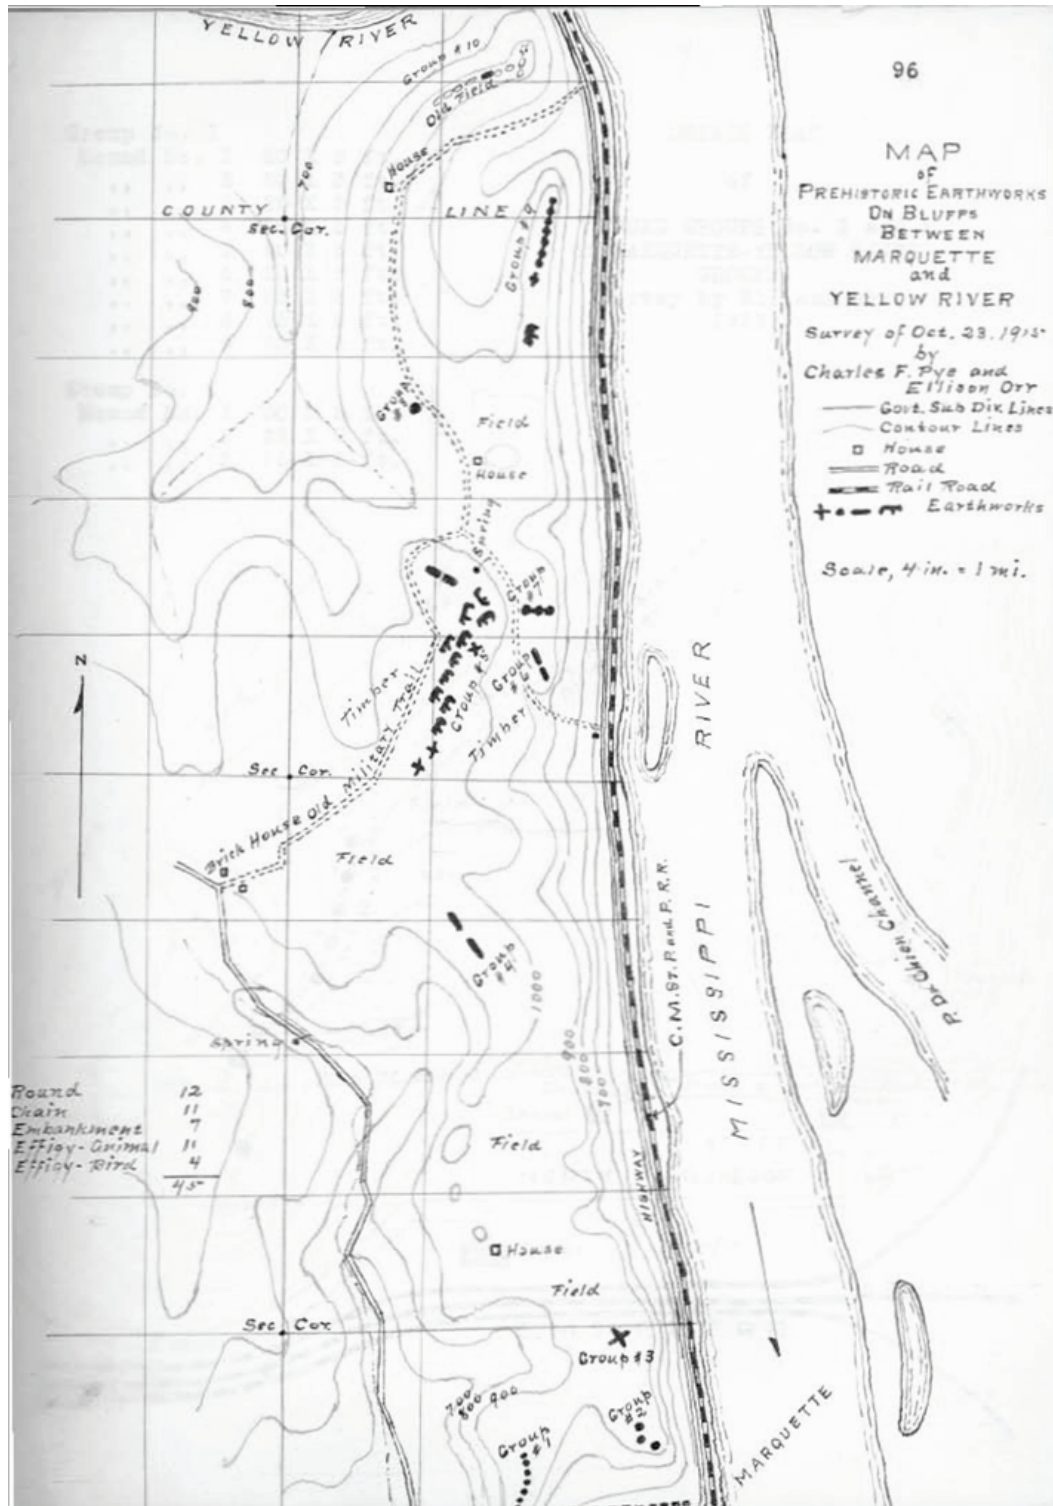 96
MAP
OF
PREHISTORIC EARTHWORKS
ON BLUFFS
BETWEEN
MARQUETTE
and
YELLOW RIVER
Survey of Oct. 23. 1915
by
Charles F. Pye and
Ellison Orr
Govt. Sub Div. Lines
Contour Lines
House
Road
Rail Road
Earthworks
Scale, 4 in. = 1 mi.
YELLOW RIVER
Group #10
Old Field
House
700
COUNTY LINE
Sec. Cor.
Group #9
900
800
Group
#8
Field
House
Spring
Group
#7
N
Timber
Group #5
Group
#6
Timber
RIVER
Sec. Cor.
Brick House Old Military Trail
Field
Group
#4
1000
C.M.ST.P. and P. R.R.
MISSISSIPPI
P. Du Chien Channel
900
800
700
Spring
Round 12
Chain 11
Embankment 7
Effigy-Animal 11
Effigy-Bird 4
45
Field
HIGHWAY
House
Field
Sec. Cor.
Group #3
700
800
900
Group
#2
Group
#1
MARQUETTE